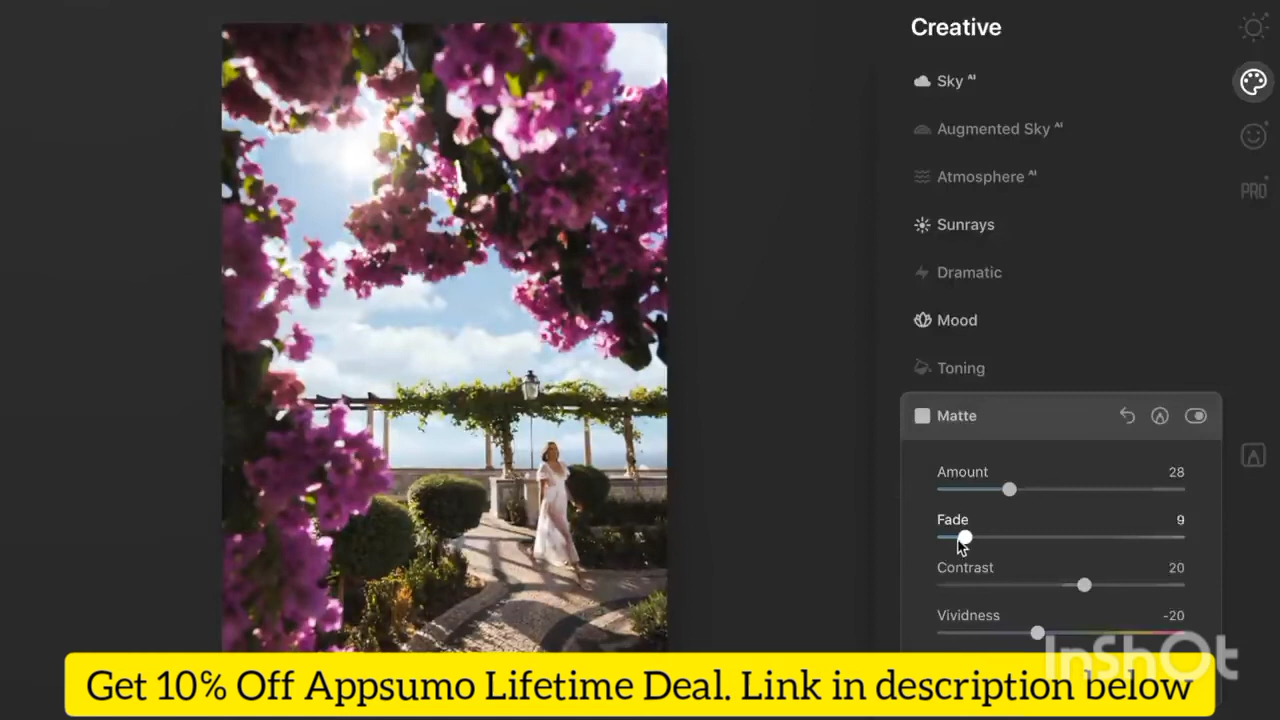 Creative
Sky AI
Augmented Sky AI
Atmosphere AI
PRO
Sunrays
Dramatic
Mood
Toning
Matte
Amount 28
Fade 9
Contrast 20
Vividness -20
InShOt
Get 10% Off Appsumo Lifetime Deal. Link in description below